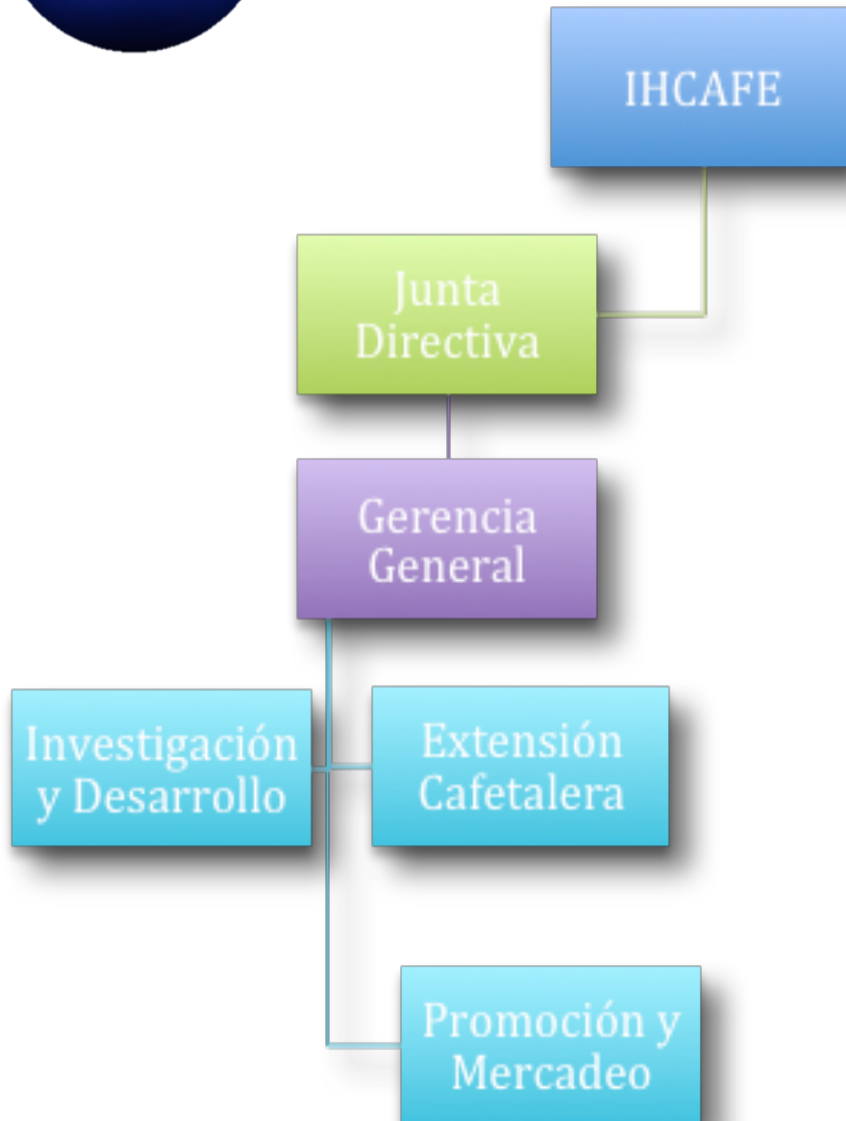 IHCAFE
Junta
Directiva
Gerencia
General
Investigación
y Desarrollo
Extensión
Cafetalera
Promoción y
Mercadeo